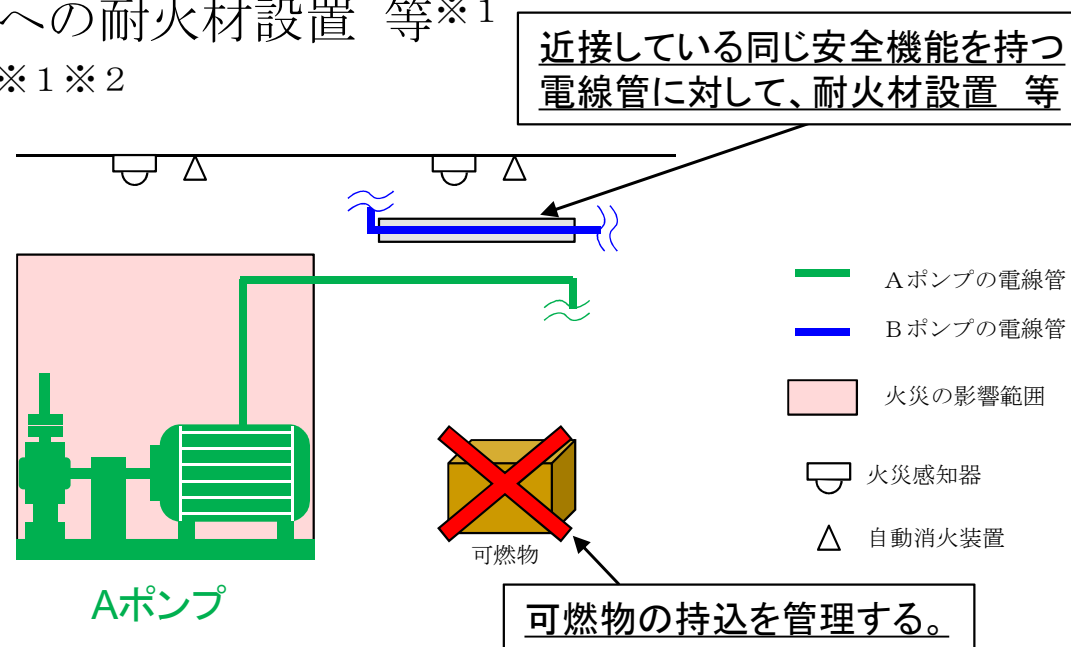 への耐火材設置 等※1
※1※2
近接している同じ安全機能を持つ
電線管に対して、耐火材設置 等
Aポンプの電線管
Bポンプの電線管
火災の影響範囲
火災感知器
自動消火装置
可燃物
Aポンプ
可燃物の持込を管理する。